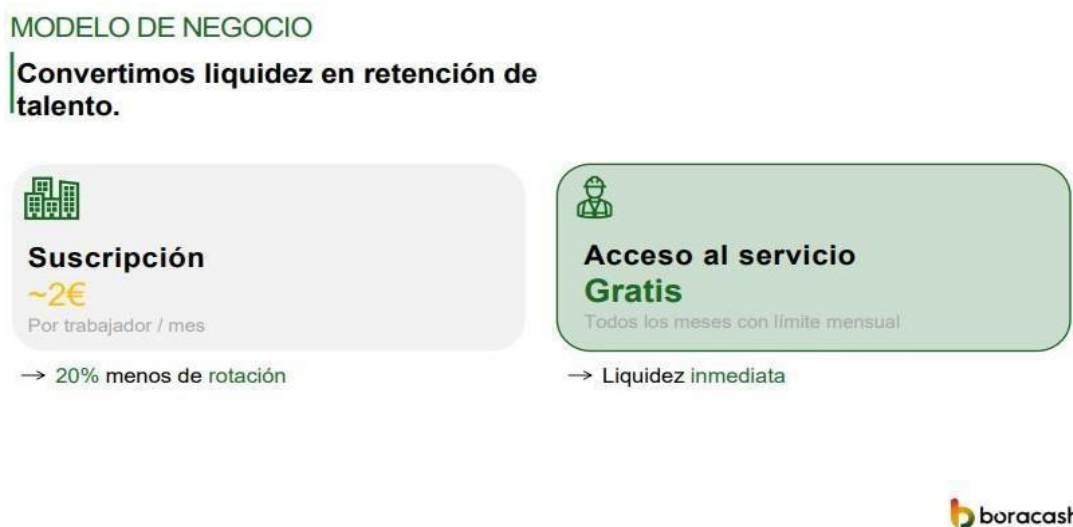 MODELO DE NEGOCIO
Convertimos liquidez en retención de
talento.
Suscripción
~2€
Por trabajador / mes
→ 20% menos de rotación
Acceso al servicio
Gratis
Todos los meses con límite mensual
→ Liquidez inmediata
boracash